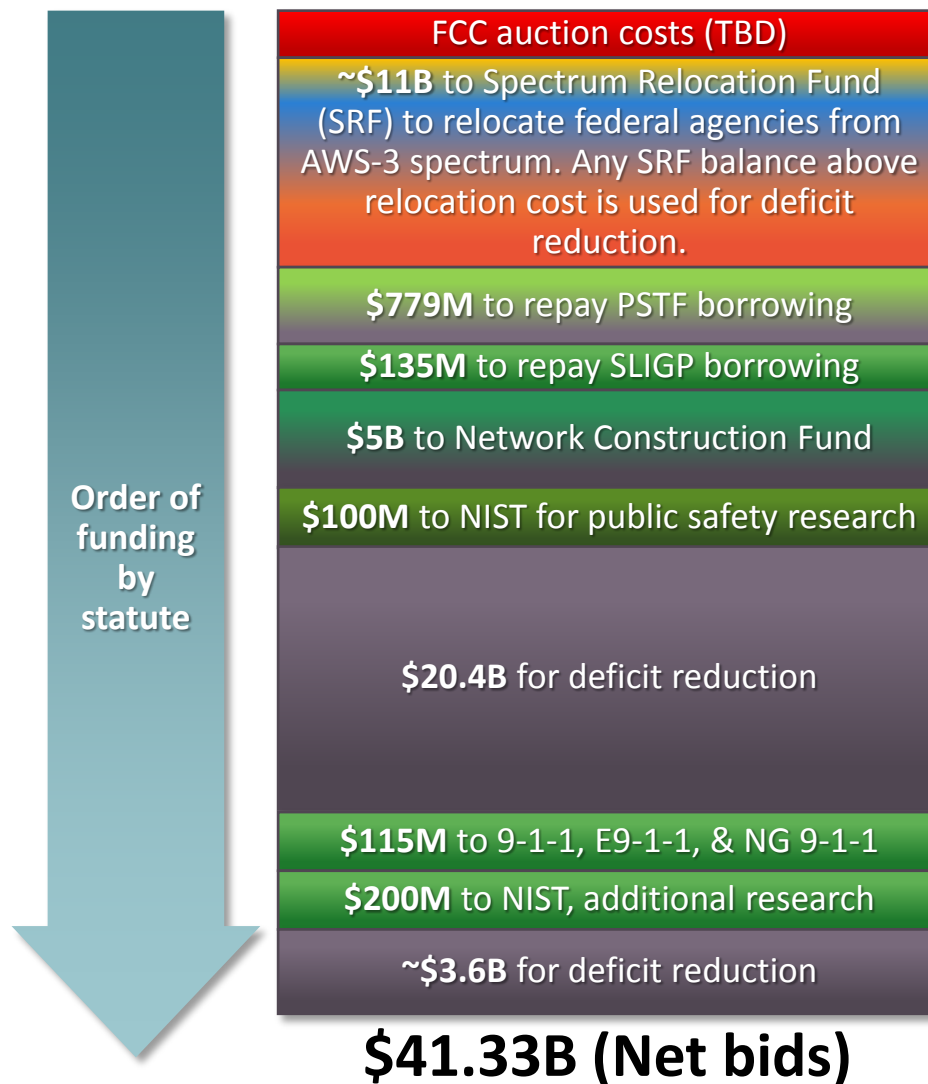 Order of
funding
by
statute
FCC auction costs (TBD)
~$11B to Spectrum Relocation Fund
(SRF) to relocate federal agencies from
AWS-3 spectrum. Any SRF balance above
relocation cost is used for deficit
reduction.
$779M to repay PSTF borrowing
$135M to repay SLIGP borrowing
$5B to Network Construction Fund
$100M to NIST for public safety research
$20.4B for deficit reduction
$115M to 9-1-1, E9-1-1, & NG 9-1-1
$200M to NIST, additional research
~$3.6B for deficit reduction
$41.33B (Net bids)